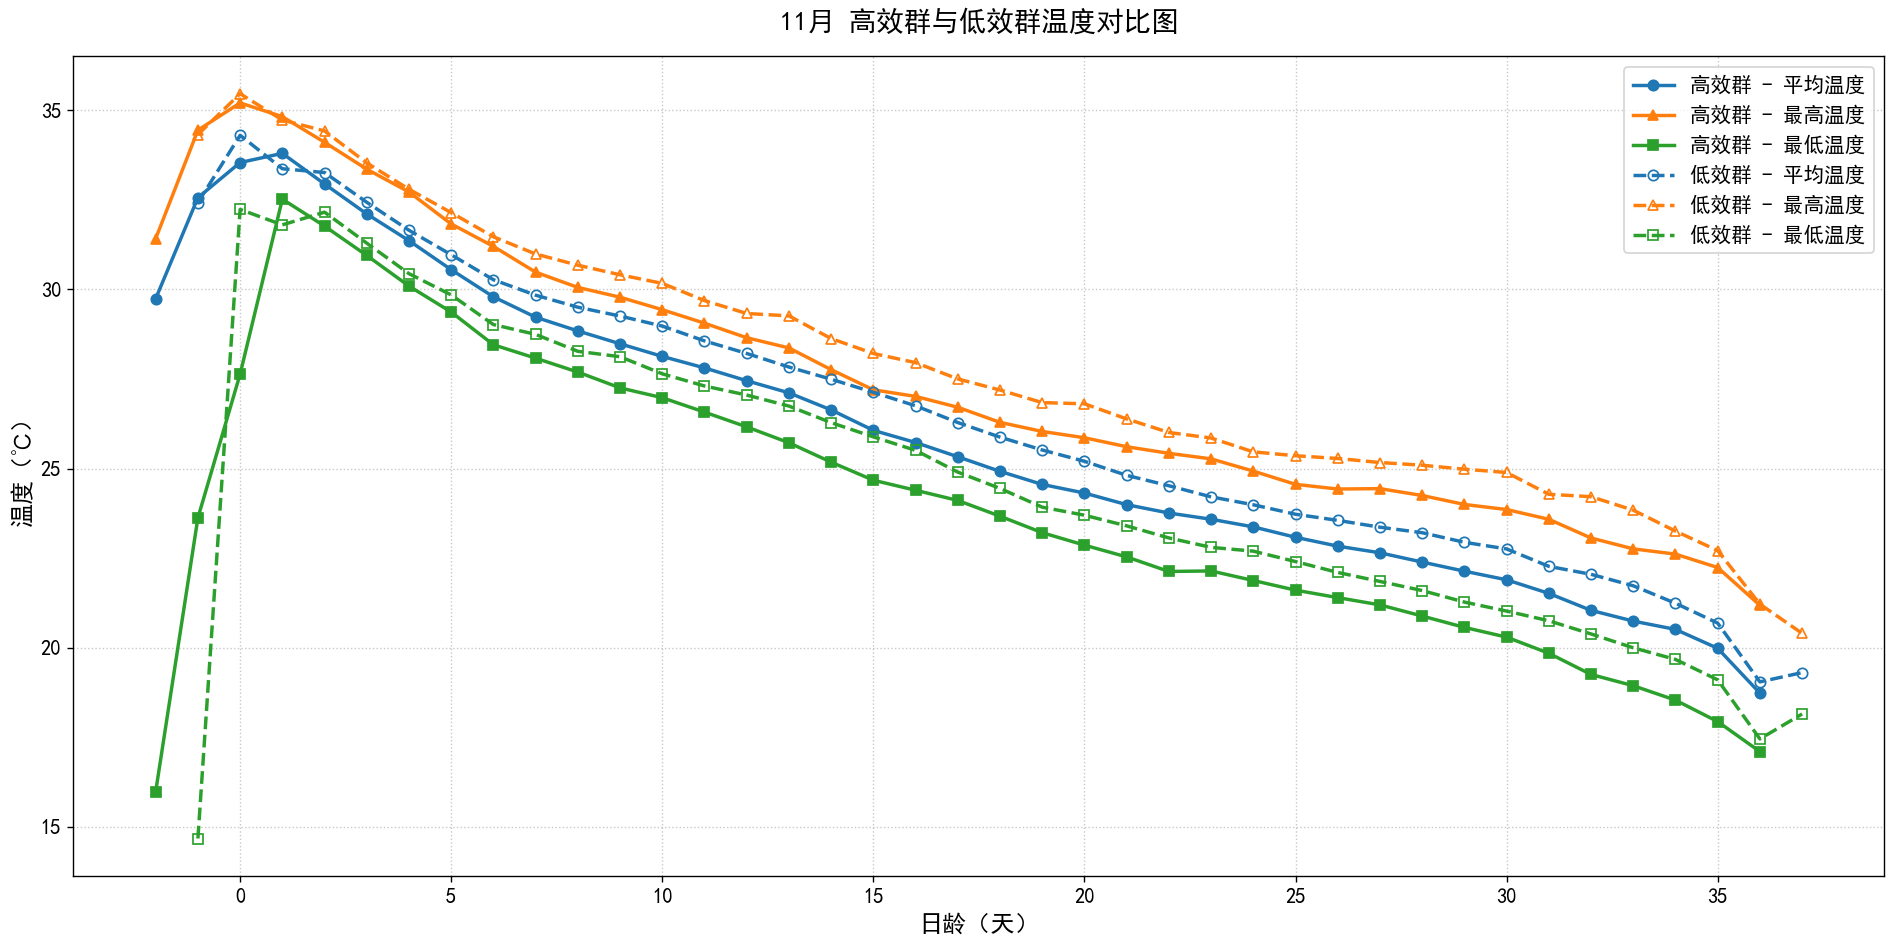 11月 高效群与低效群温度对比图
高效群 - 平均温度
高效群 - 最高温度
高效群 - 最低温度
低效群 - 平均温度
低效群 - 最高温度
低效群 - 最低温度
温度（℃）
35
30
25
20
15
0 5 10 15 20 25 30 35
日龄（天）